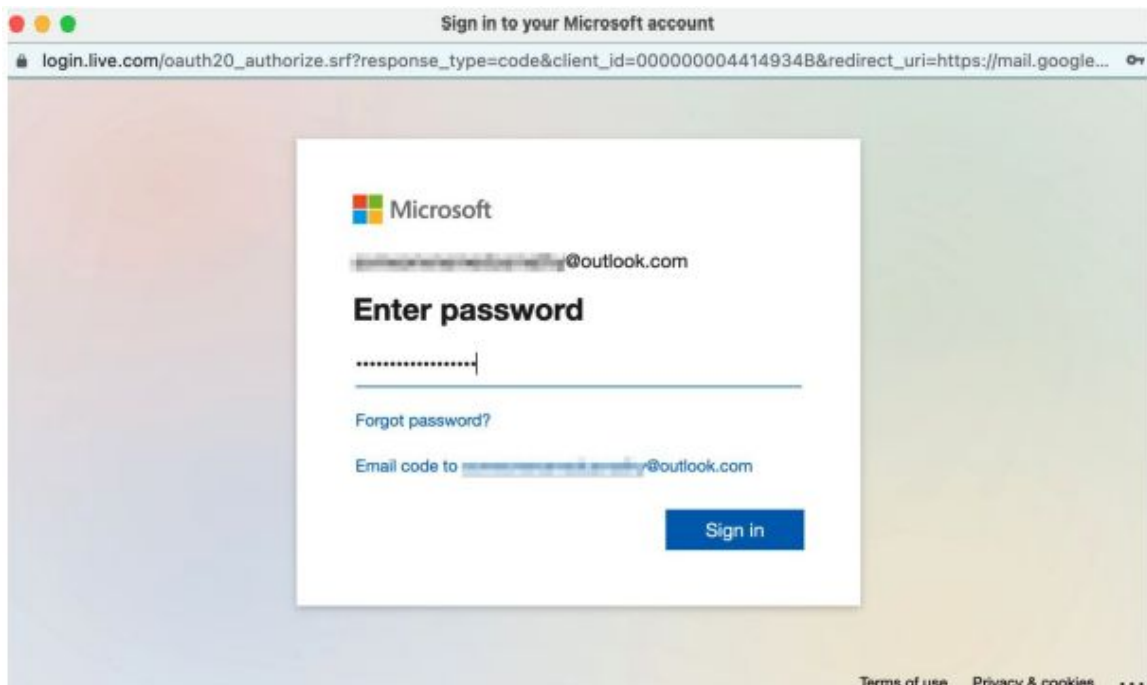 Sign in to your Microsoft account
login.live.com/oauth20_authorize.srf?response_type=code&client_id=000000004414934B&redirect_uri=https://mail.google...
Microsoft
@outlook.com
Enter password
Forgot password?
Email code to @outlook.com
Sign in
Terms of use Privacy & cookies ...